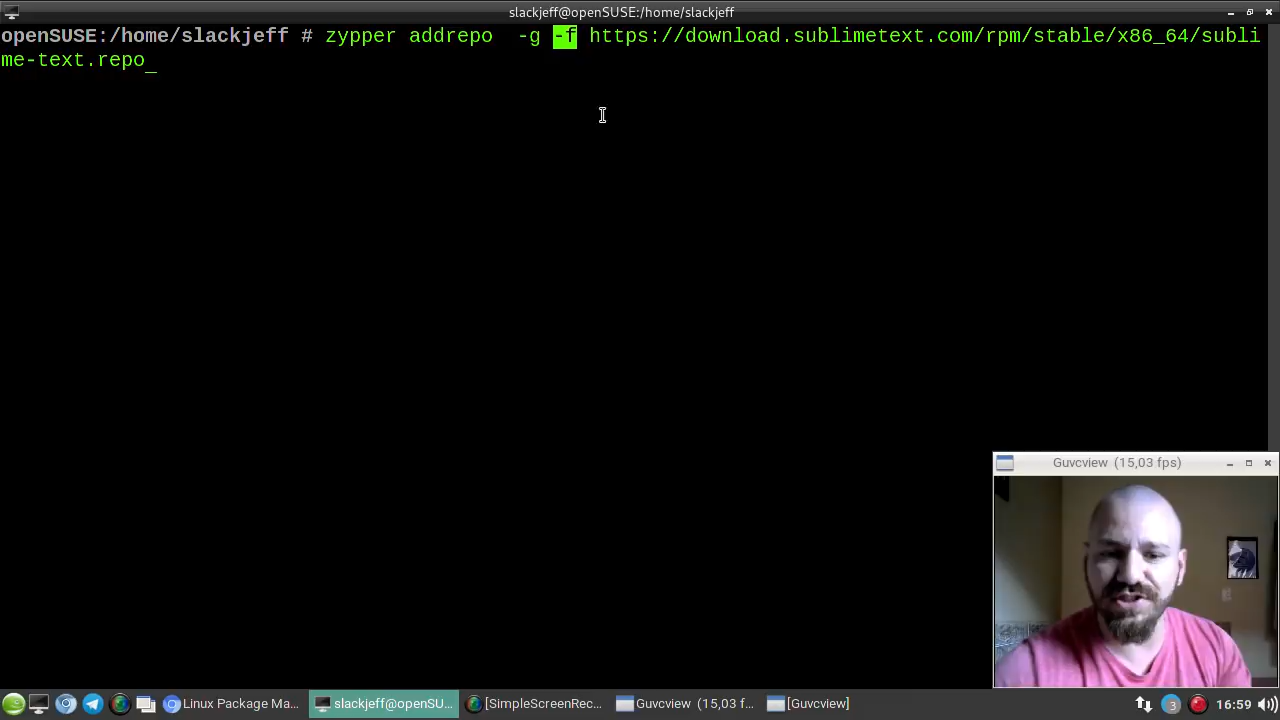 slackjeff@openSUSE:/home/slackjeff
openSUSE:/home/slackjeff # zypper addrepo  -g -f https://download.sublimetext.com/rpm/stable/x86_64/subli
me-text.repo_
Guvcview (15,03 fps)
Linux Package Ma...
slackjeff@openSU...
[SimpleScreenRec...
Guvcview (15,03 f...
[Guvcview]
3
16:59